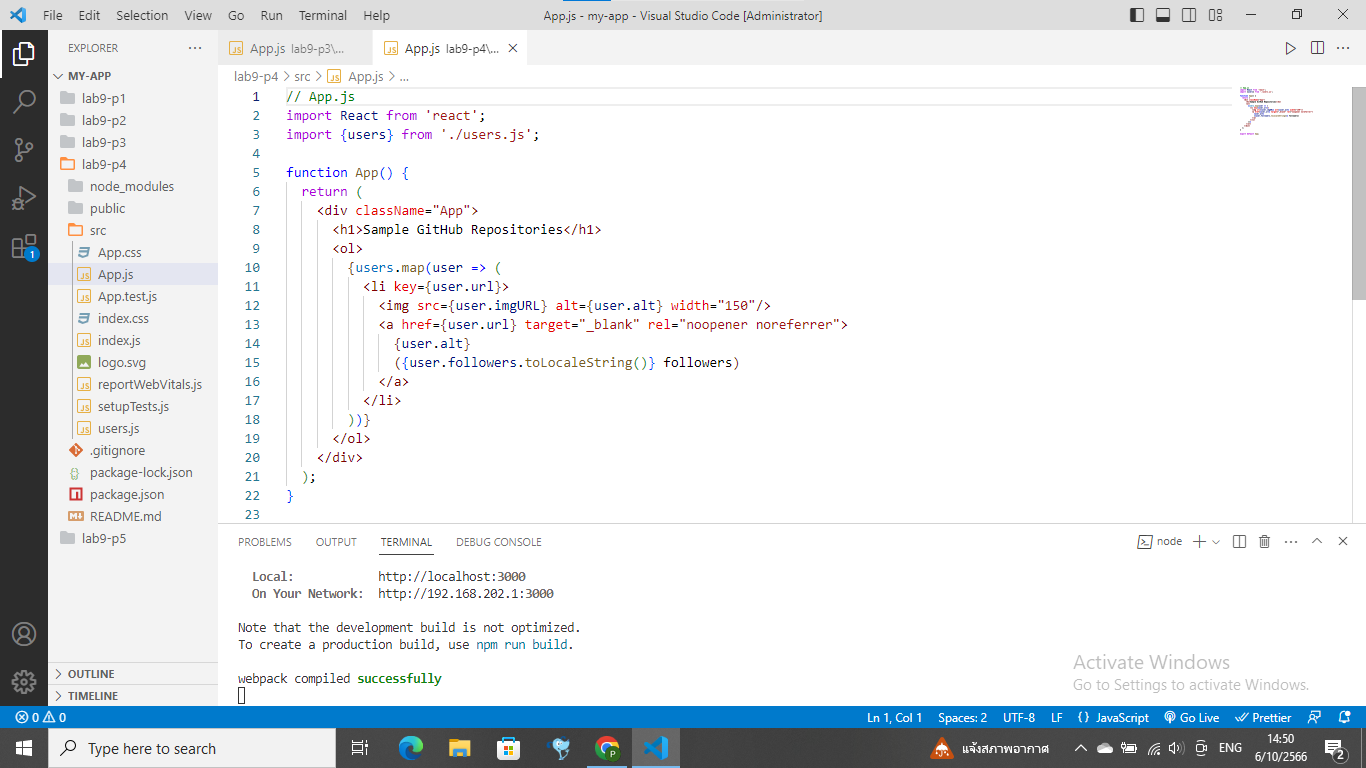 File Edit Selection View Go Run Terminal Help
App.js - my-app - Visual Studio Code [Administrator]
EXPLORER
MY-APP
lab9-p1
lab9-p2
lab9-p3
lab9-p4
node_modules
public
src
App.css
App.js
App.test.js
index.css
index.js
logo.svg
reportWebVitals.js
setupTests.js
users.js
.gitignore
package-lock.json
package.json
README.md
lab9-p5
OUTLINE
TIMELINE
1
JS App.js lab9-p3\...
JS App.js lab9-p4\...
lab9-p4 > src > JS App.js > ...
1 // App.js
2 import React from 'react';
3 import {users} from './users.js';
4
5 function App() {
6 return (
7 <div className="App">
8 <h1>Sample GitHub Repositories</h1>
9 <ol>
10 {users.map(user => (
11 <li key={user.url}>
12 <img src={user.imgURL} alt={user.alt} width="150"/>
13 <a href={user.url} target="_blank" rel="noopener noreferrer">
14 {user.alt}
15 ({user.followers.toLocaleString()} followers)
16 </a>
17 </li>
18 ))}
19 </ol>
20 </div>
21 );
22 }
23
PROBLEMS OUTPUT TERMINAL DEBUG CONSOLE
node
Local: http://localhost:3000
On Your Network: http://192.168.202.1:3000
Note that the development build is not optimized.
To create a production build, use npm run build.
webpack compiled successfully
Activate Windows
Go to Settings to activate Windows.
0 0
Ln 1, Col 1 Spaces: 2 UTF-8 LF {} JavaScript Go Live Prettier
Type here to search
แจ้งสภาพอากาศ
ENG
14:50
6/10/2566
2